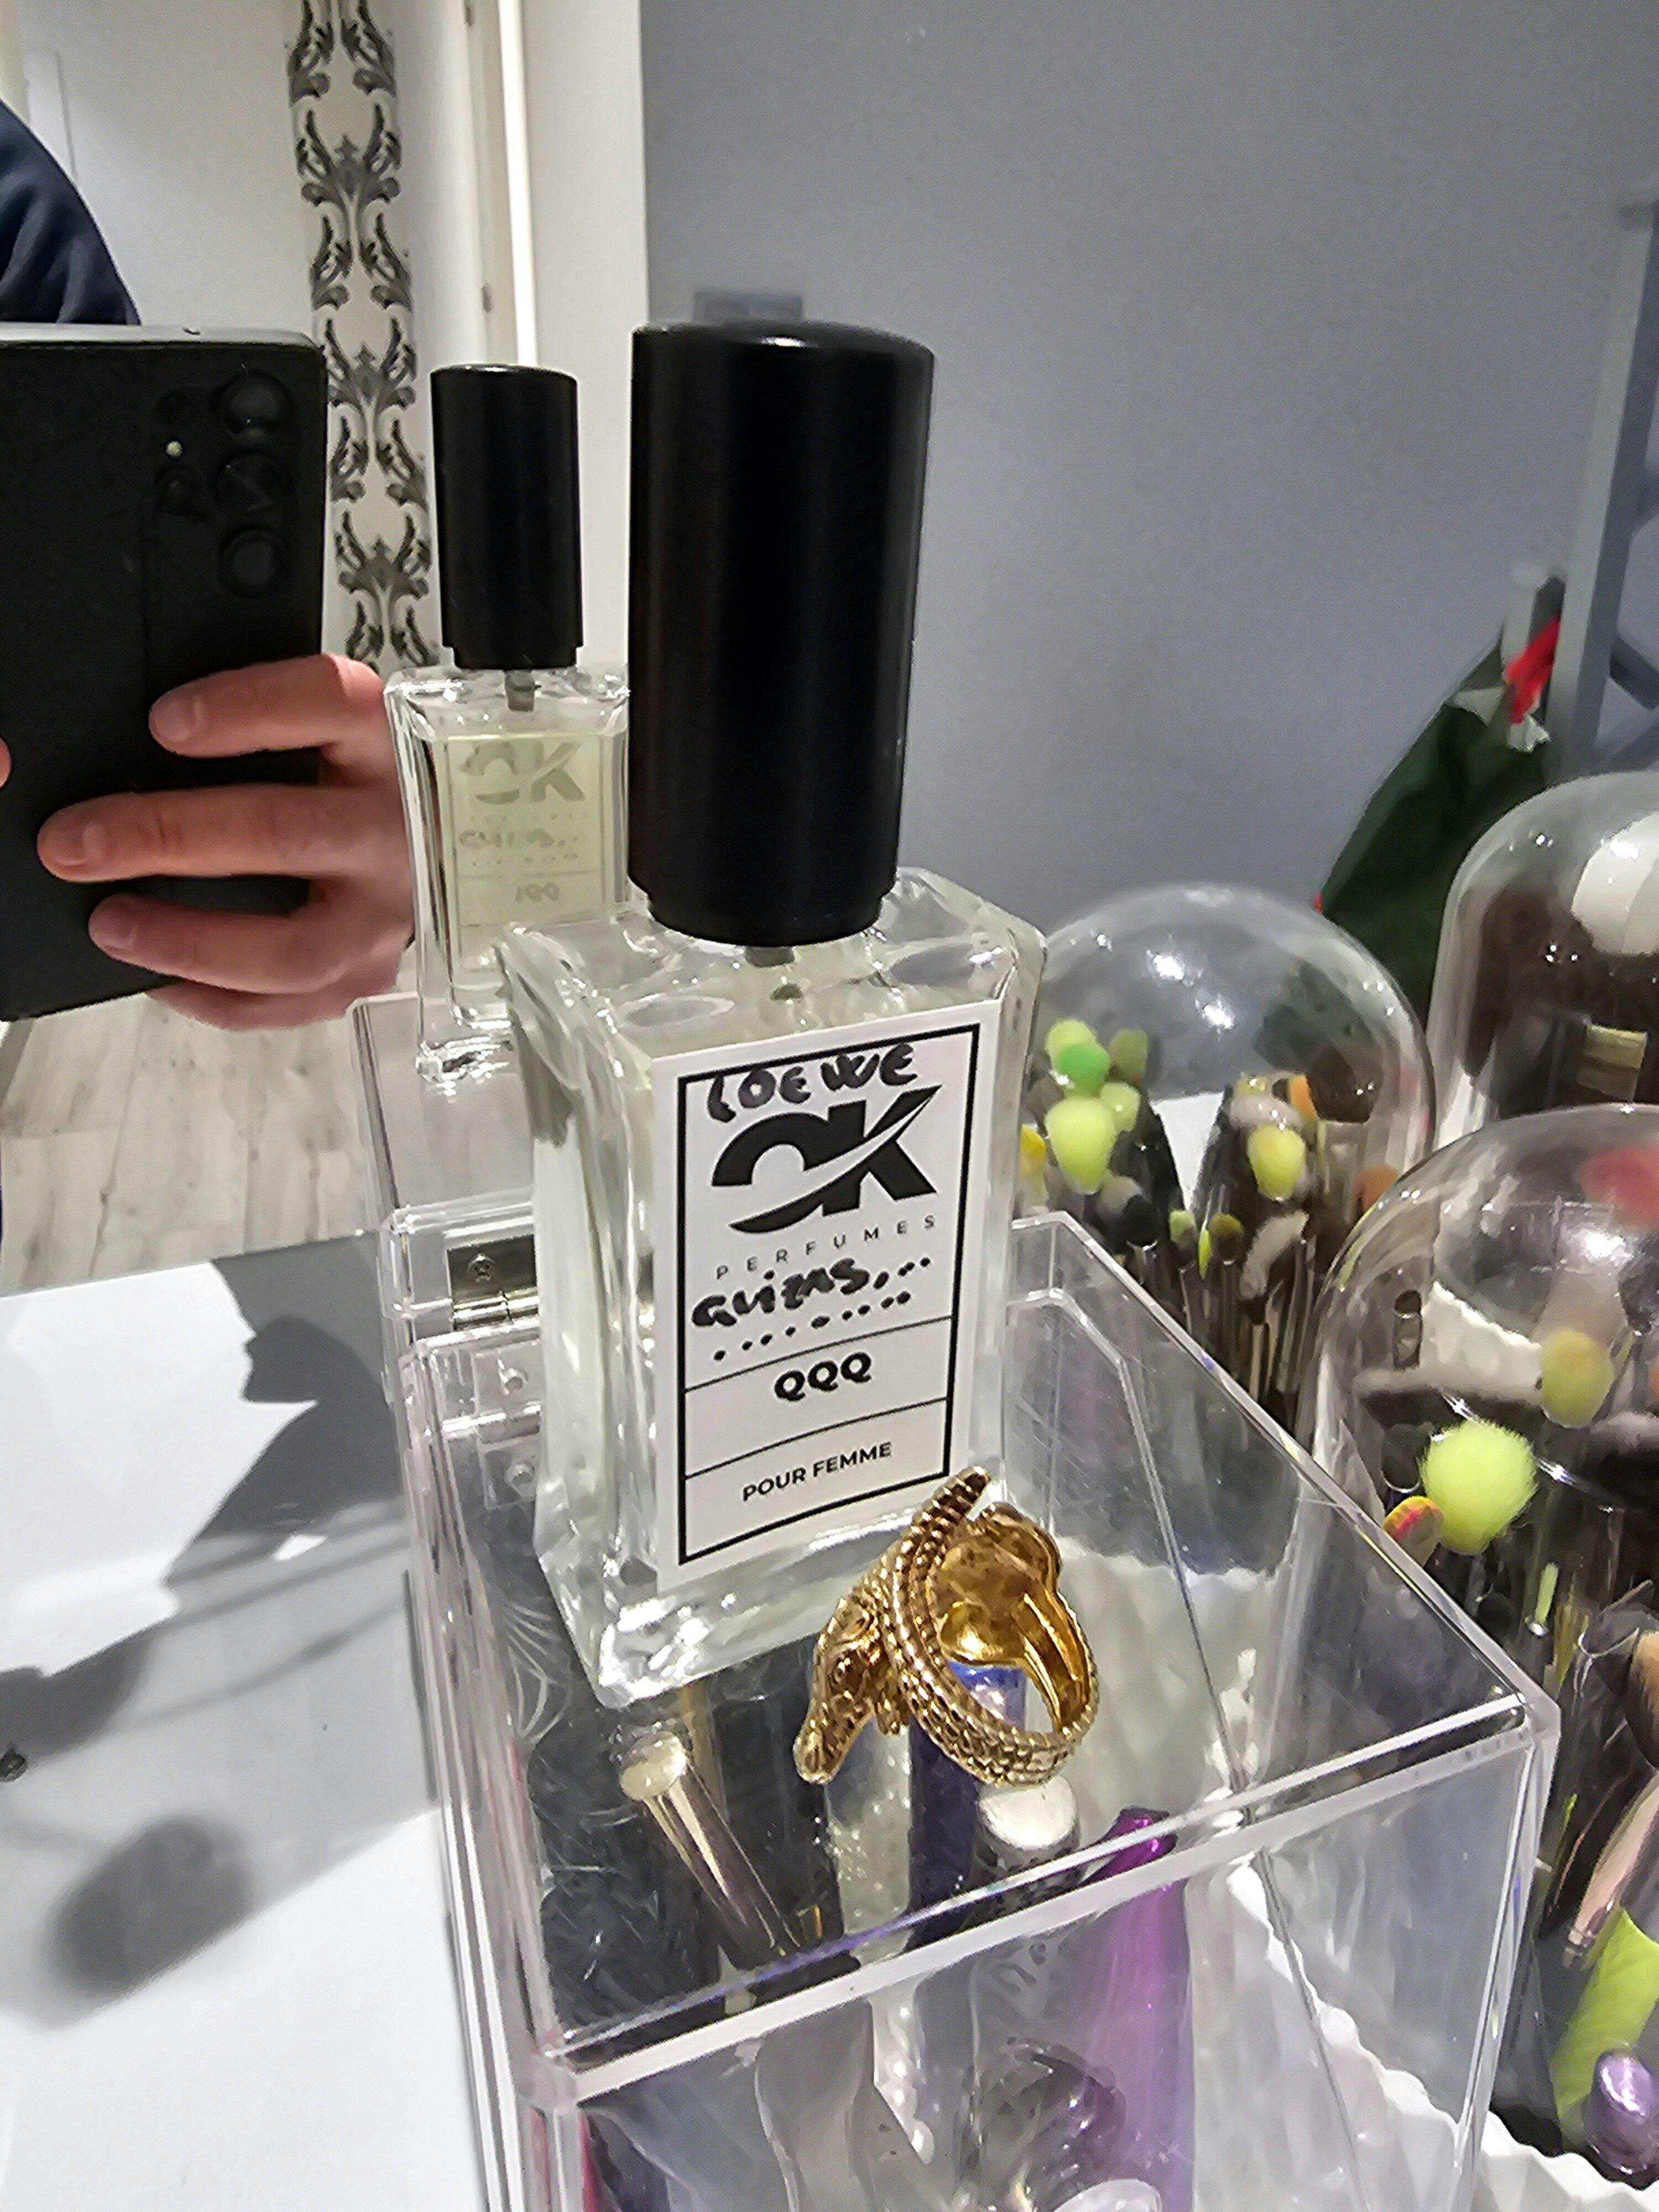 LOEWE
OK
PERFUMES
Quizas...
........
QQQ
POUR FEMME